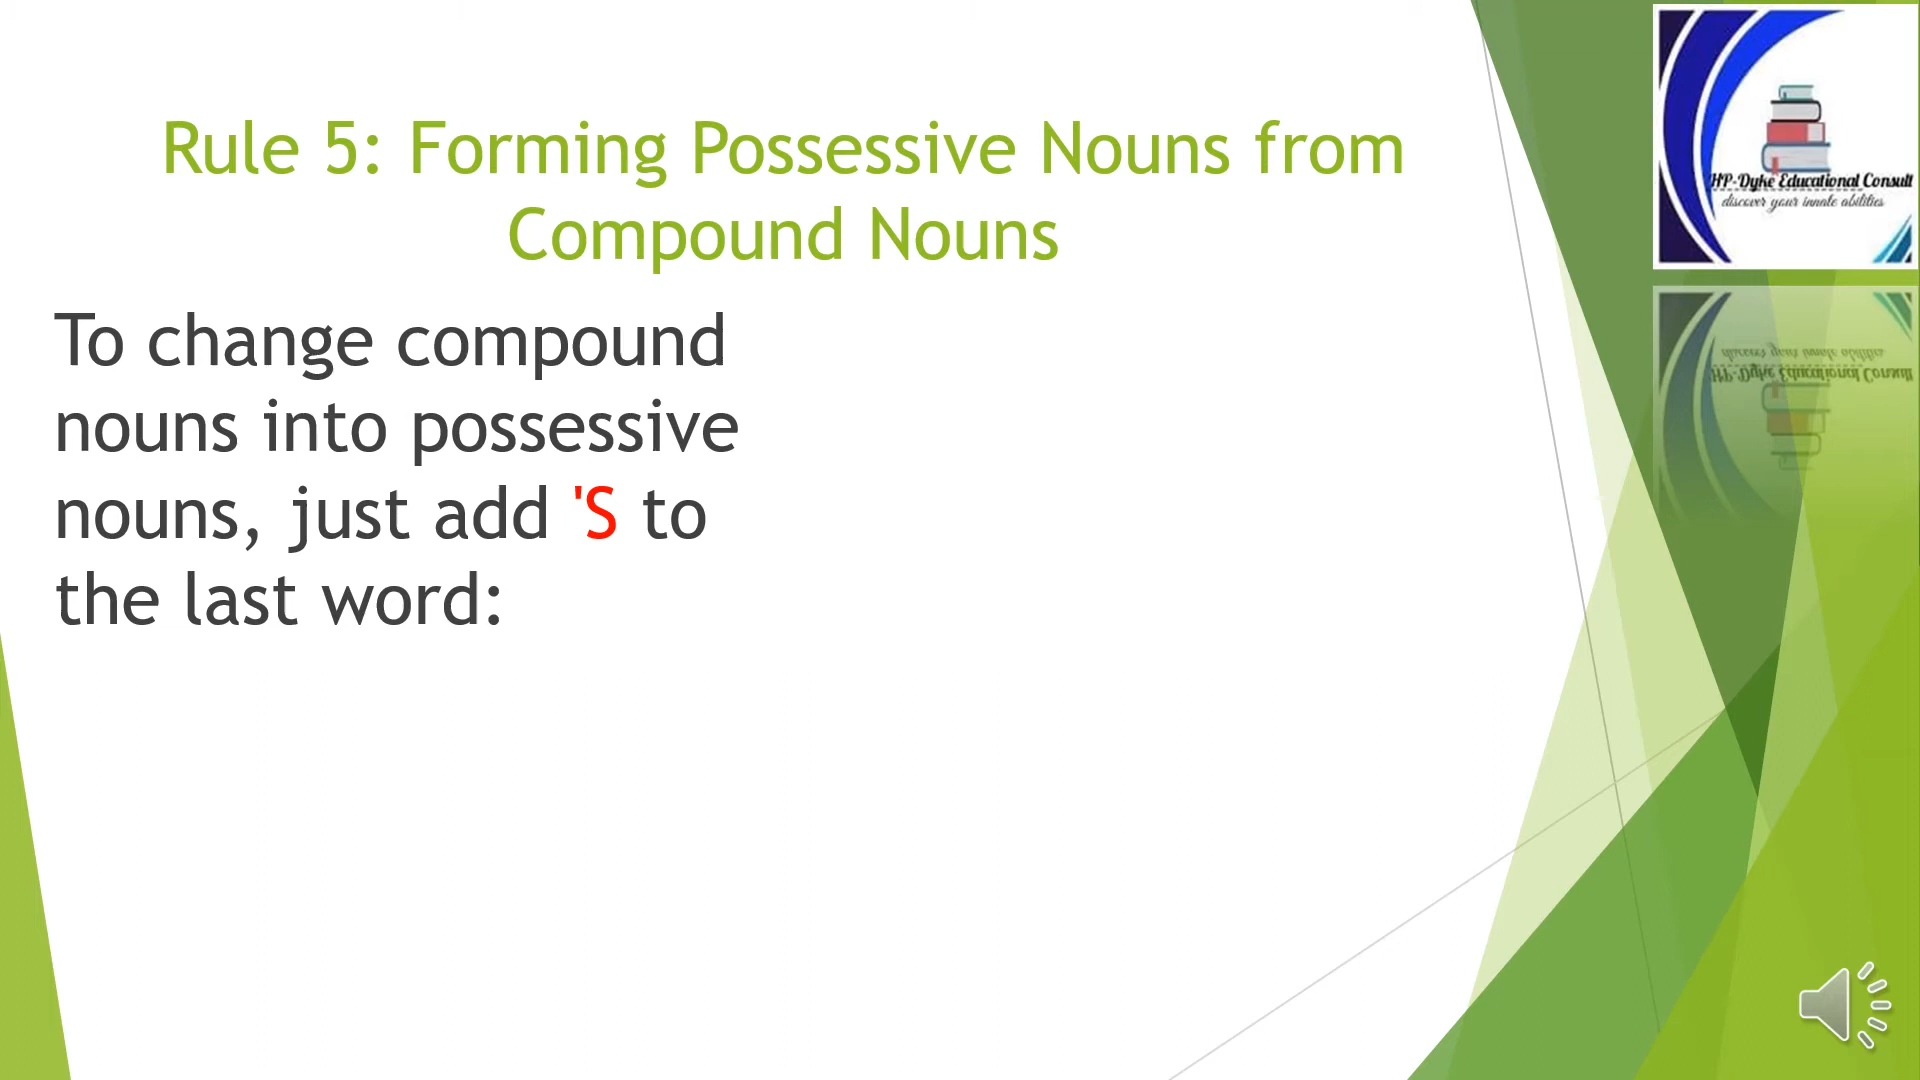 Rule 5: Forming Possessive Nouns from
Compound Nouns
To change compound
nouns into possessive
nouns, just add 'S to
the last word:
HP-Dyke Educational Consult
discover your innate abilities